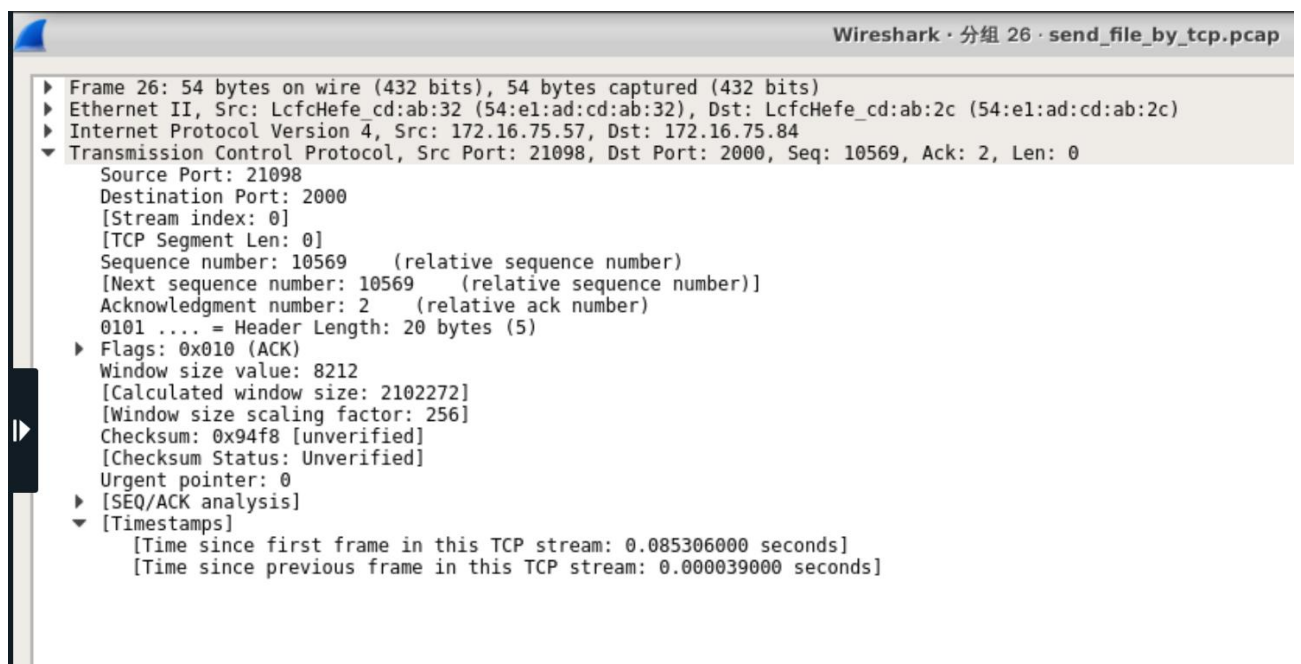 Wireshark · 分组 26 · send_file_by_tcp.pcap
Frame 26: 54 bytes on wire (432 bits), 54 bytes captured (432 bits)
Ethernet II, Src: LcfcHefe_cd:ab:32 (54:e1:ad:cd:ab:32), Dst: LcfcHefe_cd:ab:2c (54:e1:ad:cd:ab:2c)
Internet Protocol Version 4, Src: 172.16.75.57, Dst: 172.16.75.84
Transmission Control Protocol, Src Port: 21098, Dst Port: 2000, Seq: 10569, Ack: 2, Len: 0
Source Port: 21098
Destination Port: 2000
[Stream index: 0]
[TCP Segment Len: 0]
Sequence number: 10569    (relative sequence number)
[Next sequence number: 10569    (relative sequence number)]
Acknowledgment number: 2    (relative ack number)
0101 .... = Header Length: 20 bytes (5)
Flags: 0x010 (ACK)
Window size value: 8212
[Calculated window size: 2102272]
[Window size scaling factor: 256]
Checksum: 0x94f8 [unverified]
[Checksum Status: Unverified]
Urgent pointer: 0
[SEQ/ACK analysis]
[Timestamps]
[Time since first frame in this TCP stream: 0.085306000 seconds]
[Time since previous frame in this TCP stream: 0.000039000 seconds]